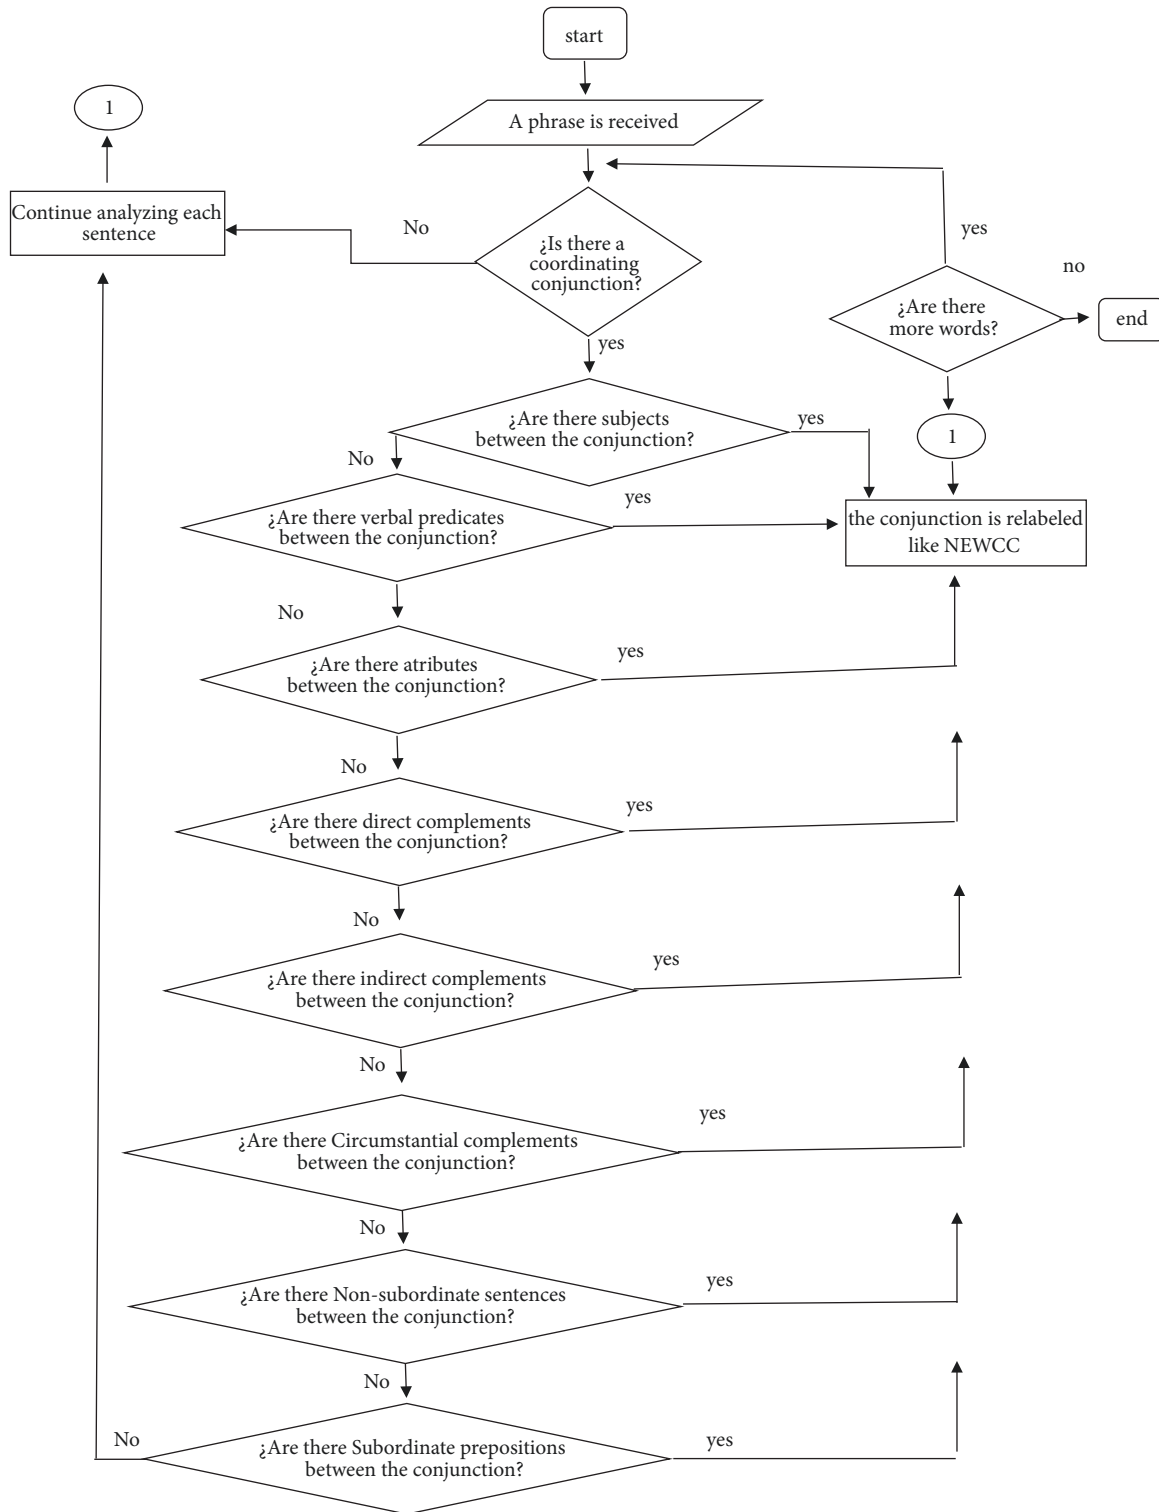 start
1
A phrase is received
Continue analyzing each
sentence
No
yes
¿Is there a
coordinating
conjunction?
no
¿Are there
more words?
end
yes
¿Are there subjects
between the conjunction?
yes
1
No
yes
¿Are there verbal predicates
between the conjunction?
the conjunction is relabeled
like NEWCC
No
¿Are there atributes
between the conjunction?
yes
No
¿Are there direct complements
between the conjunction?
yes
No
¿Are there indirect complements
between the conjunction?
yes
No
¿Are there Circumstantial complements
between the conjunction?
yes
No
¿Are there Non-subordinate sentences
between the conjunction?
yes
No
No
¿Are there Subordinate prepositions
between the conjunction?
yes